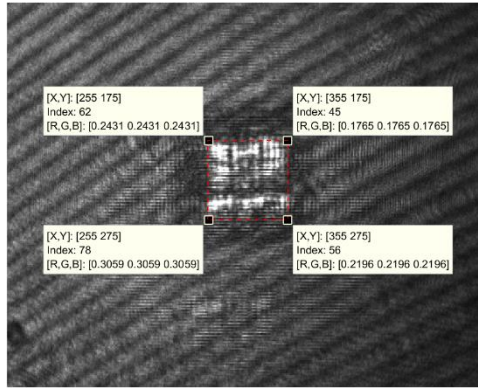 [X,Y]: [255 175]
Index: 62
[R,G,B]: [0.2431 0.2431 0.2431]
[X,Y]: [355 175]
Index: 45
[R,G,B]: [0.1765 0.1765 0.1765]
[X,Y]: [255 275]
Index: 78
[R,G,B]: [0.3059 0.3059 0.3059]
[X,Y]: [355 275]
Index: 56
[R,G,B]: [0.2196 0.2196 0.2196]